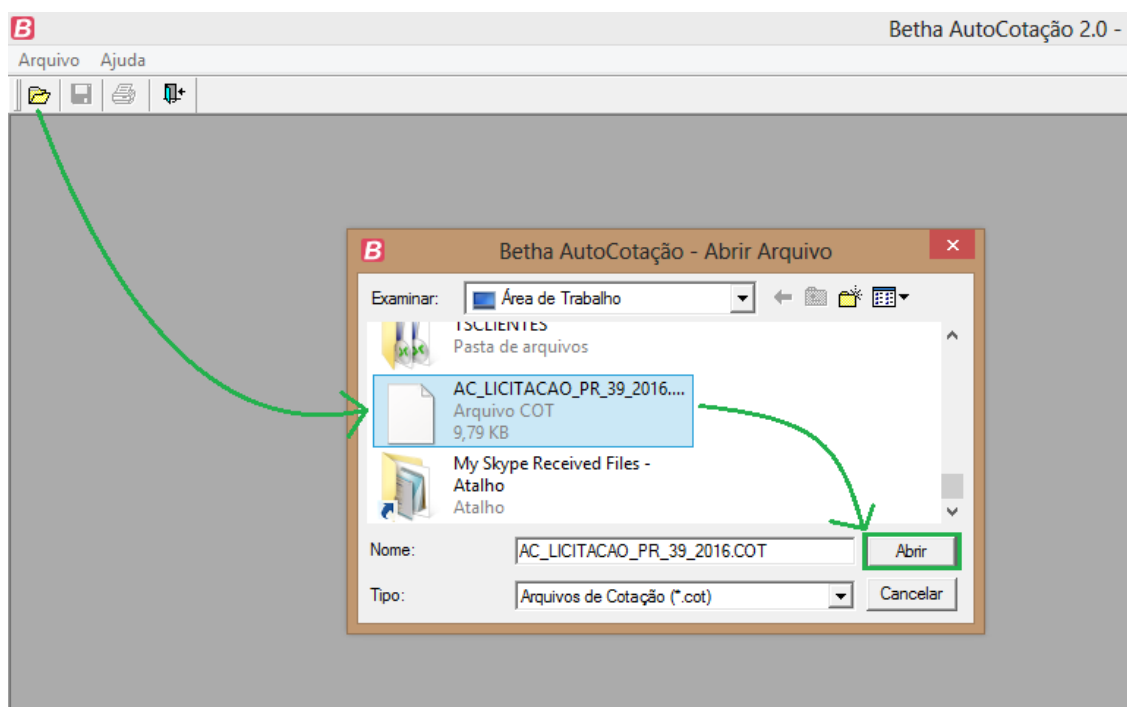 B
Betha AutoCotação 2.0 -
Arquivo Ajuda
B
Betha AutoCotação - Abrir Arquivo
Examinar:
Área de Trabalho
TSCLIENTES
Pasta de arquivos
AC_LICITACAO_PR_39_2016....
Arquivo COT
9,79 KB
My Skype Received Files -
Atalho
Atalho
Nome:
AC_LICITACAO_PR_39_2016.COT
Abrir
Tipo:
Arquivos de Cotação (*.cot)
Cancelar